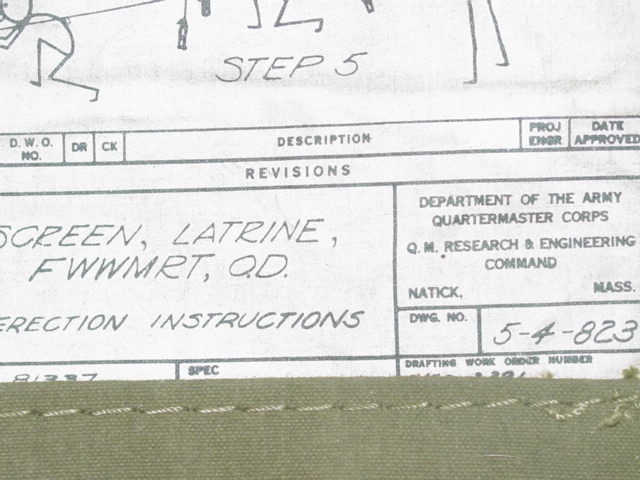 STEP 5
D.W.O. NO.
DR
CK
DESCRIPTION
PROJ ENGR
DATE APPROVED
REVISIONS
SCREEN, LATRINE,
FWWMRT, O.D.
ERECTION INSTRUCTIONS
DEPARTMENT OF THE ARMY
QUARTERMASTER CORPS
Q.M. RESEARCH & ENGINEERING
COMMAND
NATICK, MASS.
DWG. NO.
5-4-823
SPEC
DRAFTING WORK ORDER NUMBER
81337